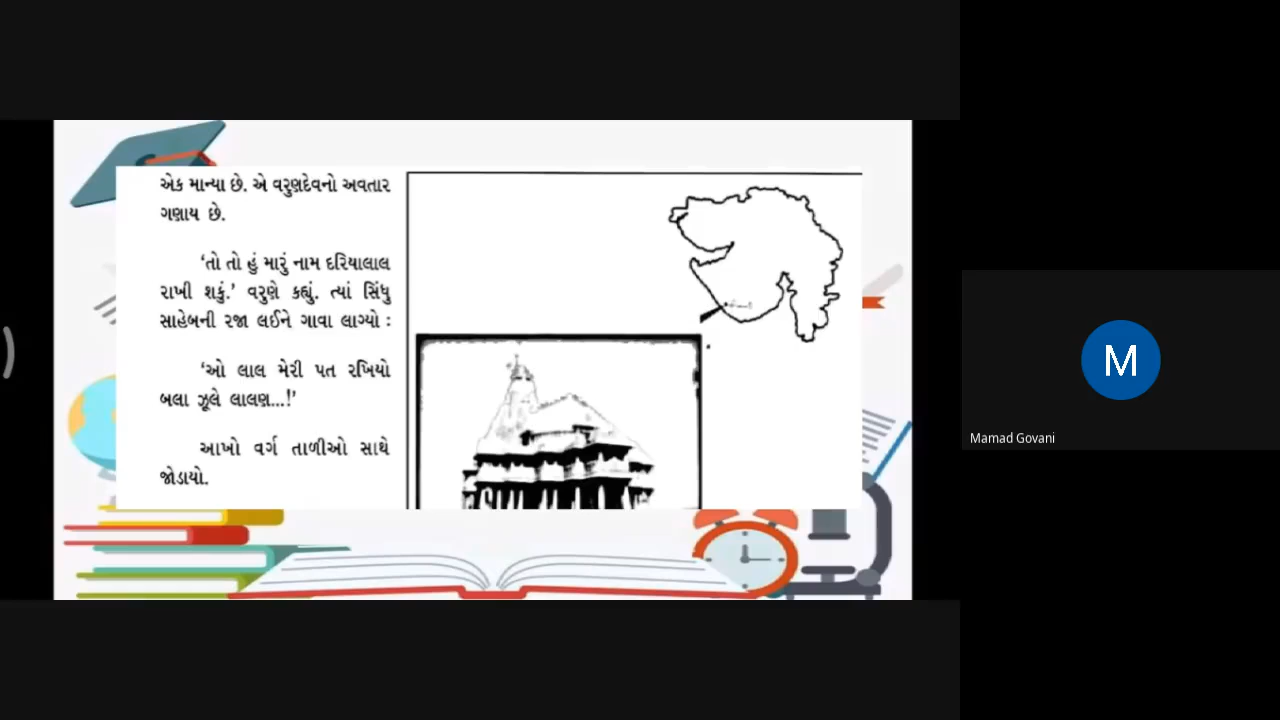 એક માન્યા છે. એ વરુણદેવનો અવતાર
ગણાય છે.
‘તો તો હું મારું નામ દરિયાલાલ
રાખી શકું.’ વરુણે કહ્યું. ત્યાં સિંધુ
સાહેબની રજા લઈને ગાવા લાગ્યો :
‘ઓ લાલ મેરી પત રખિયો
બલા ઝૂલે લાલણ...!’
આખો વર્ગ તાળીઓ સાથે
જોડાયો.
M
Mamad Govani